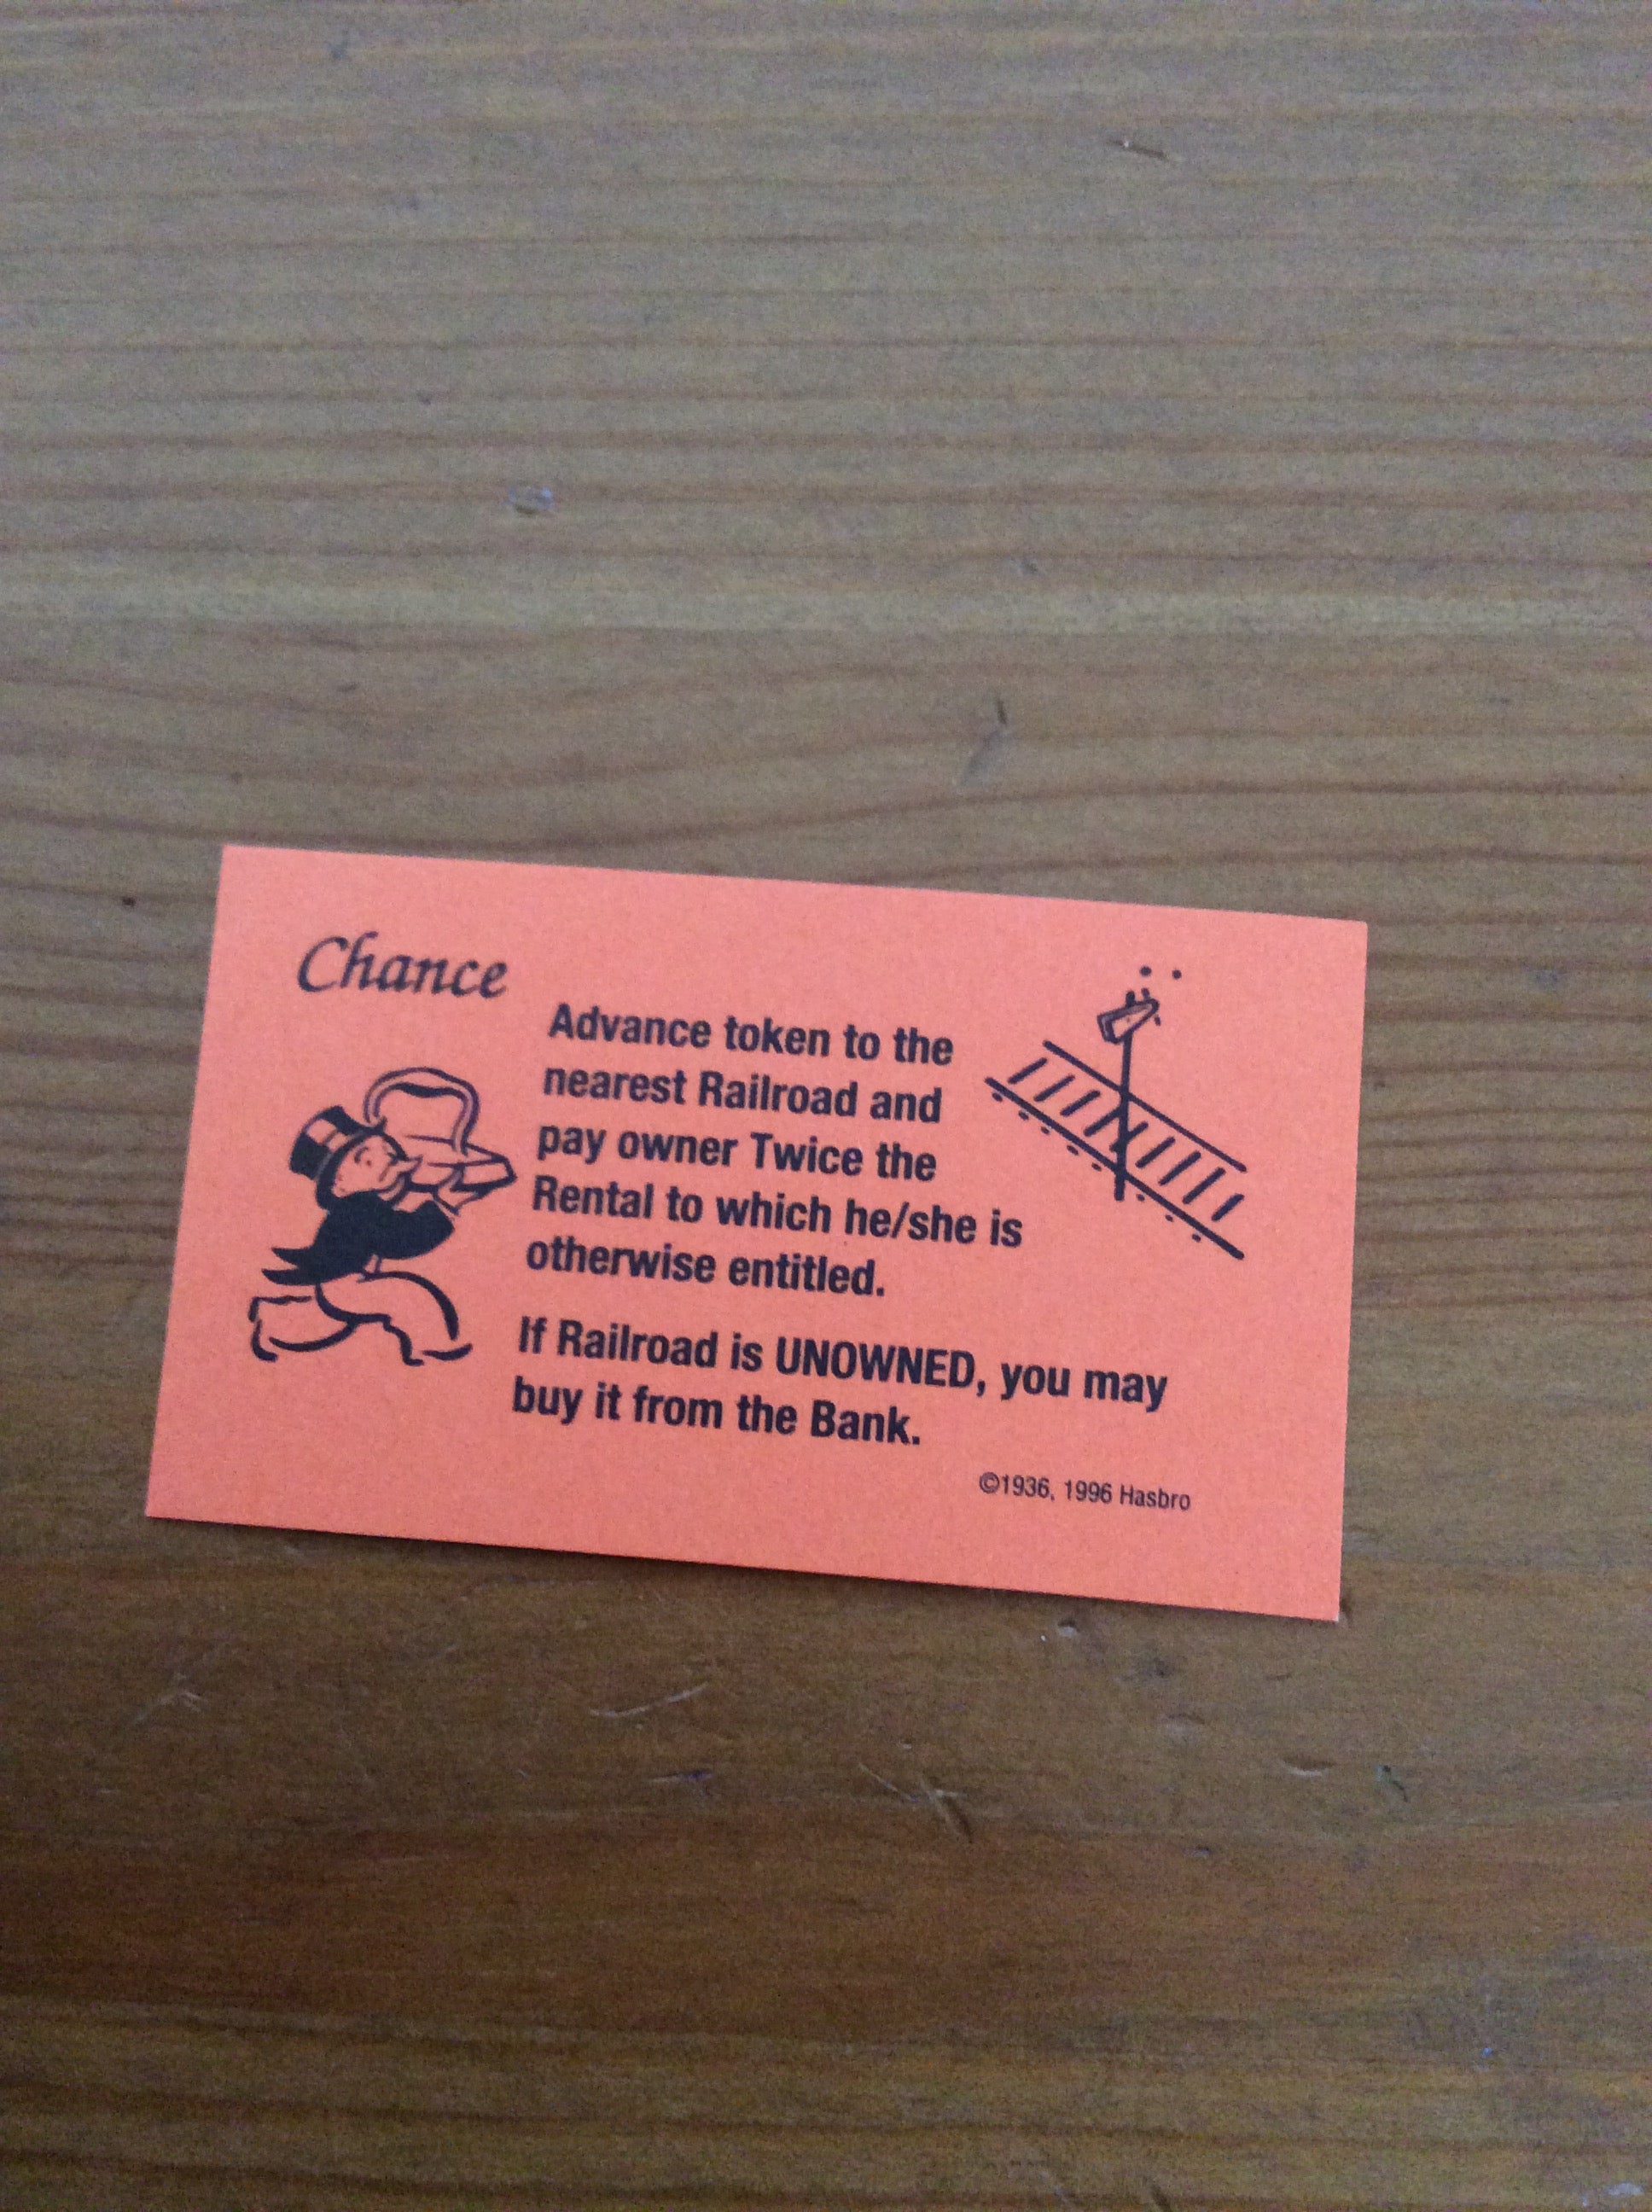 Chance
Advance token to the
nearest Railroad and
pay owner Twice the
Rental to which he/she is
otherwise entitled.
If Railroad is UNOWNED, you may
buy it from the Bank.
©1936, 1996 Hasbro